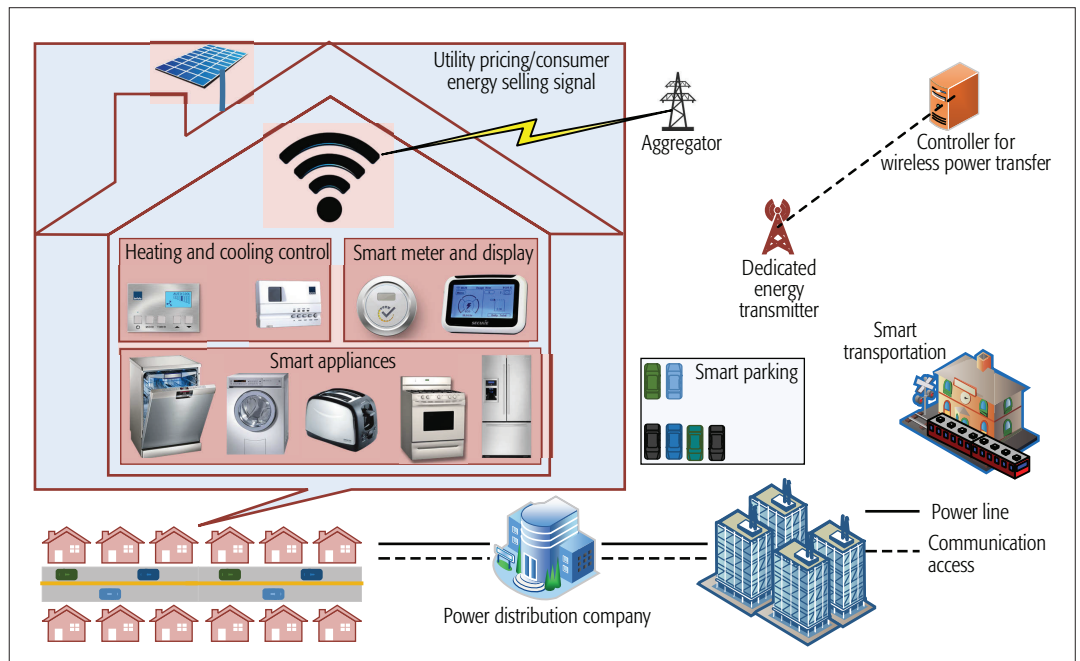 Utility pricing/consumer
energy selling signal
Aggregator
Controller for
wireless power transfer
Dedicated
energy
transmitter
Heating and cooling control
Smart meter and display
Smart appliances
Smart parking
Smart
transportation
Power line
Communication
access
Power distribution company